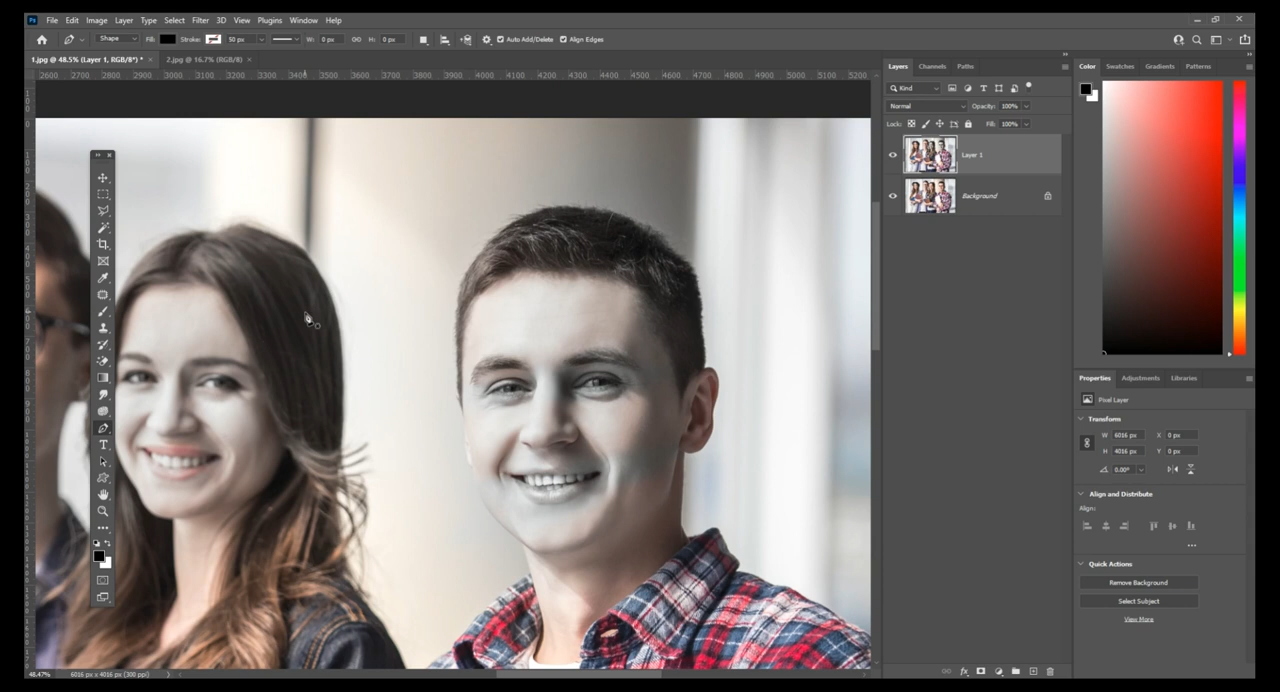 Ps File Edit Image Layer Type Select Filter 3D View Plugins Window Help
Shape Fill: Stroke: 50 px W: 0 px H: 0 px Auto Add/Delete Align Edges
1.jpg @ 48.5% (Layer 1, RGB/8*) * × 2.jpg @ 16.7% (RGB/8) ×
2600 2700 2800 2900 3000 3100 3200 3300 3400 3500 3600 3700 3800 3900 4000 4100 4200 4300 4400 4500 4600 4700 4800 4900 5000 5100 5200
Layers Channels Paths
Kind
Normal Opacity: 100%
Lock: Fill: 100%
Layer 1
Background
Color Swatches Gradients Patterns
Properties Adjustments Libraries
Pixel Layer
Transform
W 6016 px X 0 px
H 4016 px Y 0 px
0.00°
Align and Distribute
Align:
Quick Actions
Remove Background
Select Subject
View More
48.47% 6016 px x 4016 px (300 ppi)